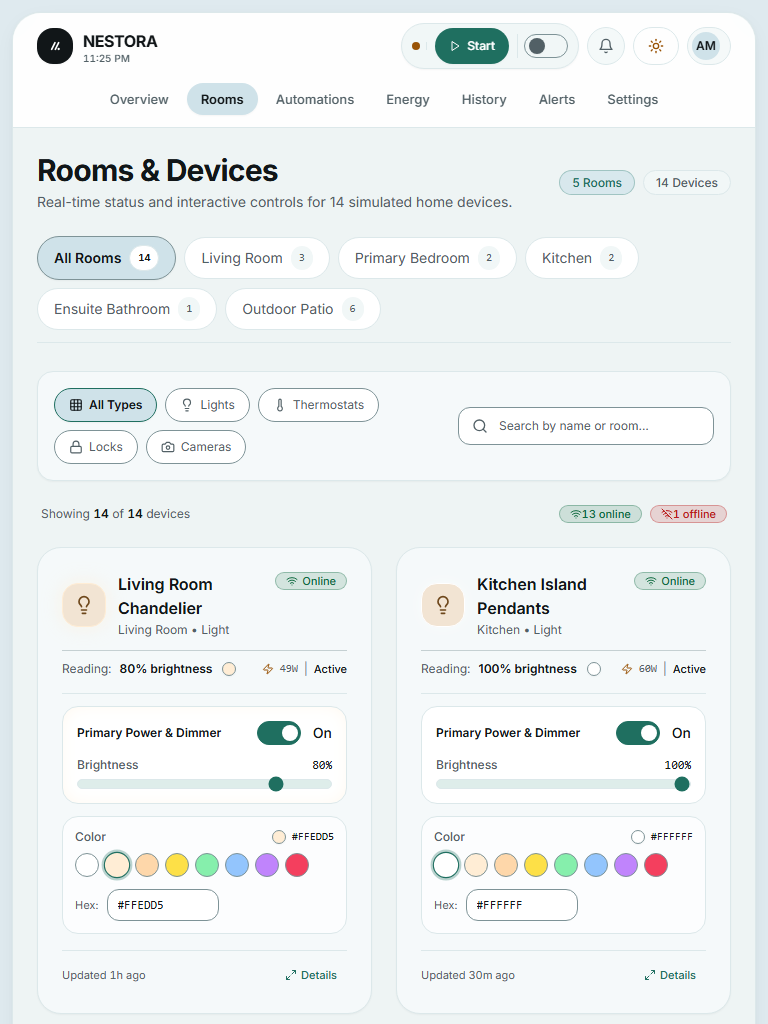 NESTORA
11:25 PM
Start
AM
Overview
Rooms
Automations
Energy
History
Alerts
Settings
Rooms & Devices
Real-time status and interactive controls for 14 simulated home devices.
5 Rooms
14 Devices
All Rooms 14
Living Room 3
Primary Bedroom 2
Kitchen 2
Ensuite Bathroom 1
Outdoor Patio 6
All Types
Lights
Thermostats
Locks
Cameras
Search by name or room...
Showing 14 of 14 devices
13 online
1 offline
Living Room
Chandelier
Living Room • Light
Online
Reading: 80% brightness
49W | Active
Primary Power & Dimmer
On
Brightness
80%
Color
#FFEDD5
Hex:
#FFEDD5
Updated 1h ago
Details
Kitchen Island
Pendants
Kitchen • Light
Online
Reading: 100% brightness
60W | Active
Primary Power & Dimmer
On
Brightness
100%
Color
#FFFFFF
Hex:
#FFFFFF
Updated 30m ago
Details